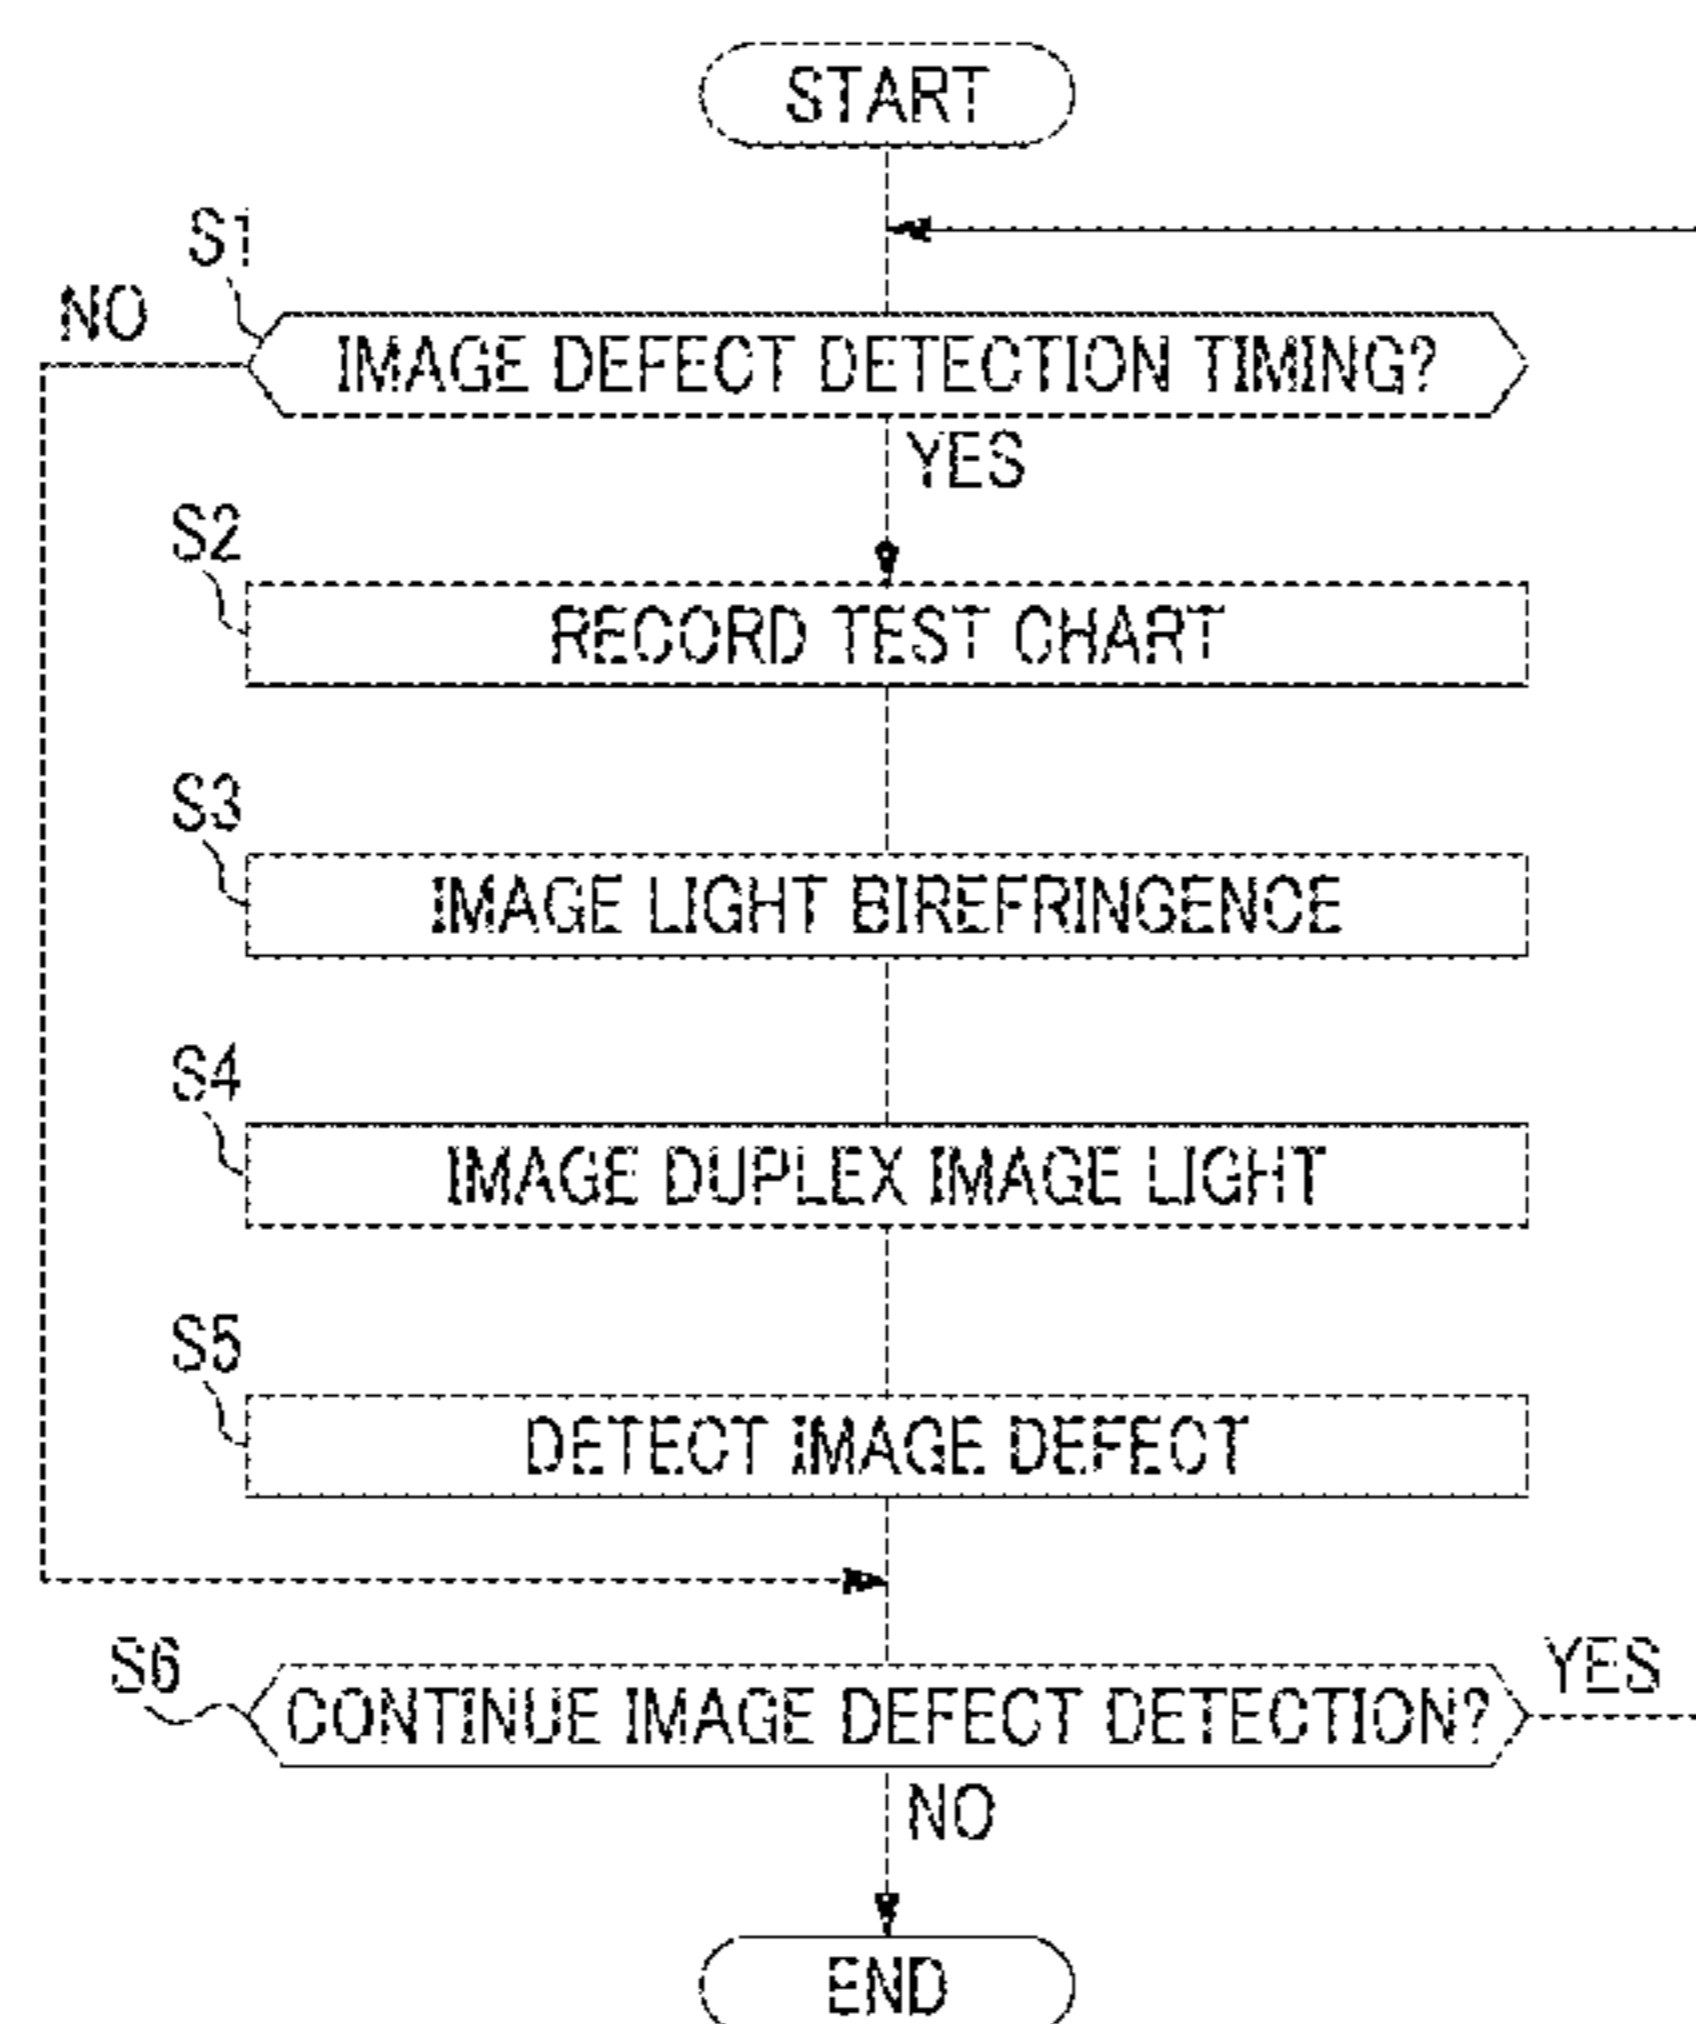 START
S1
NO
IMAGE DEFECT DETECTION TIMING?
YES
S2
RECORD TEST CHART
S3
IMAGE LIGHT BIREFRINGENCE
S4
IMAGE DUPLEX IMAGE LIGHT
S5
DETECT IMAGE DEFECT
S6
CONTINUE IMAGE DEFECT DETECTION?
YES
NO
END